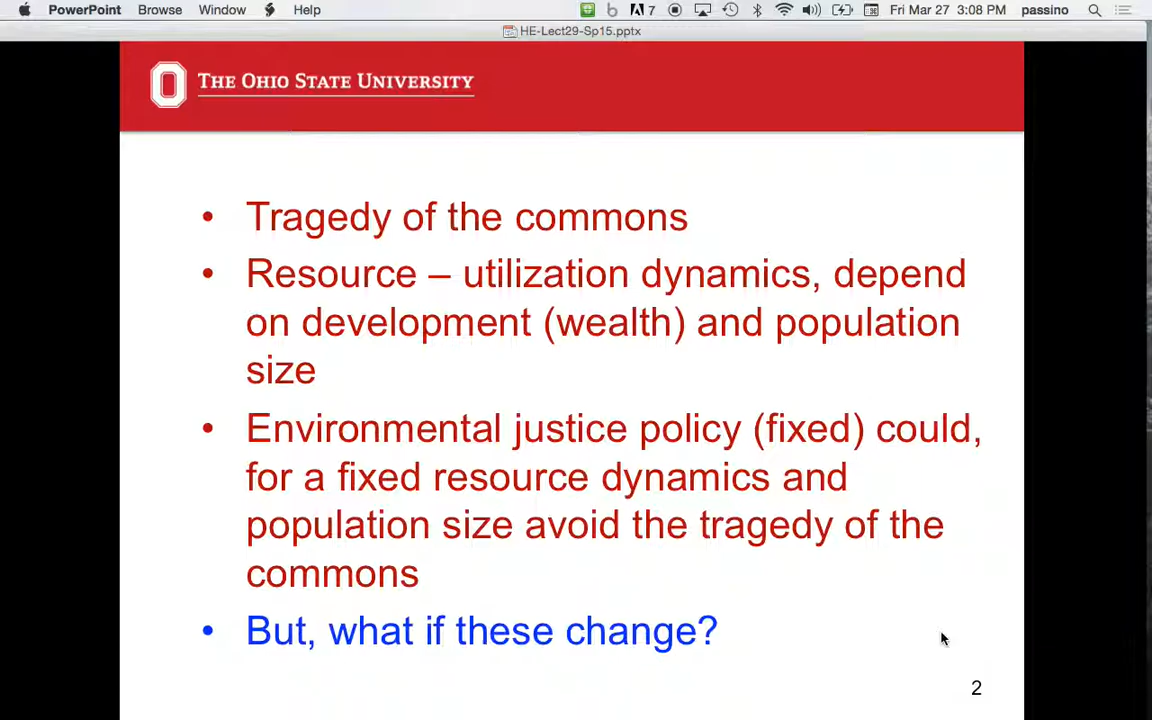 PowerPoint Browse Window Help 7 Fri Mar 27 3:08 PM passino
HE-Lect29-Sp15.pptx
THE OHIO STATE UNIVERSITY
• Tragedy of the commons
• Resource – utilization dynamics, depend
on development (wealth) and population
size
• Environmental justice policy (fixed) could,
for a fixed resource dynamics and
population size avoid the tragedy of the
commons
• But, what if these change?
2